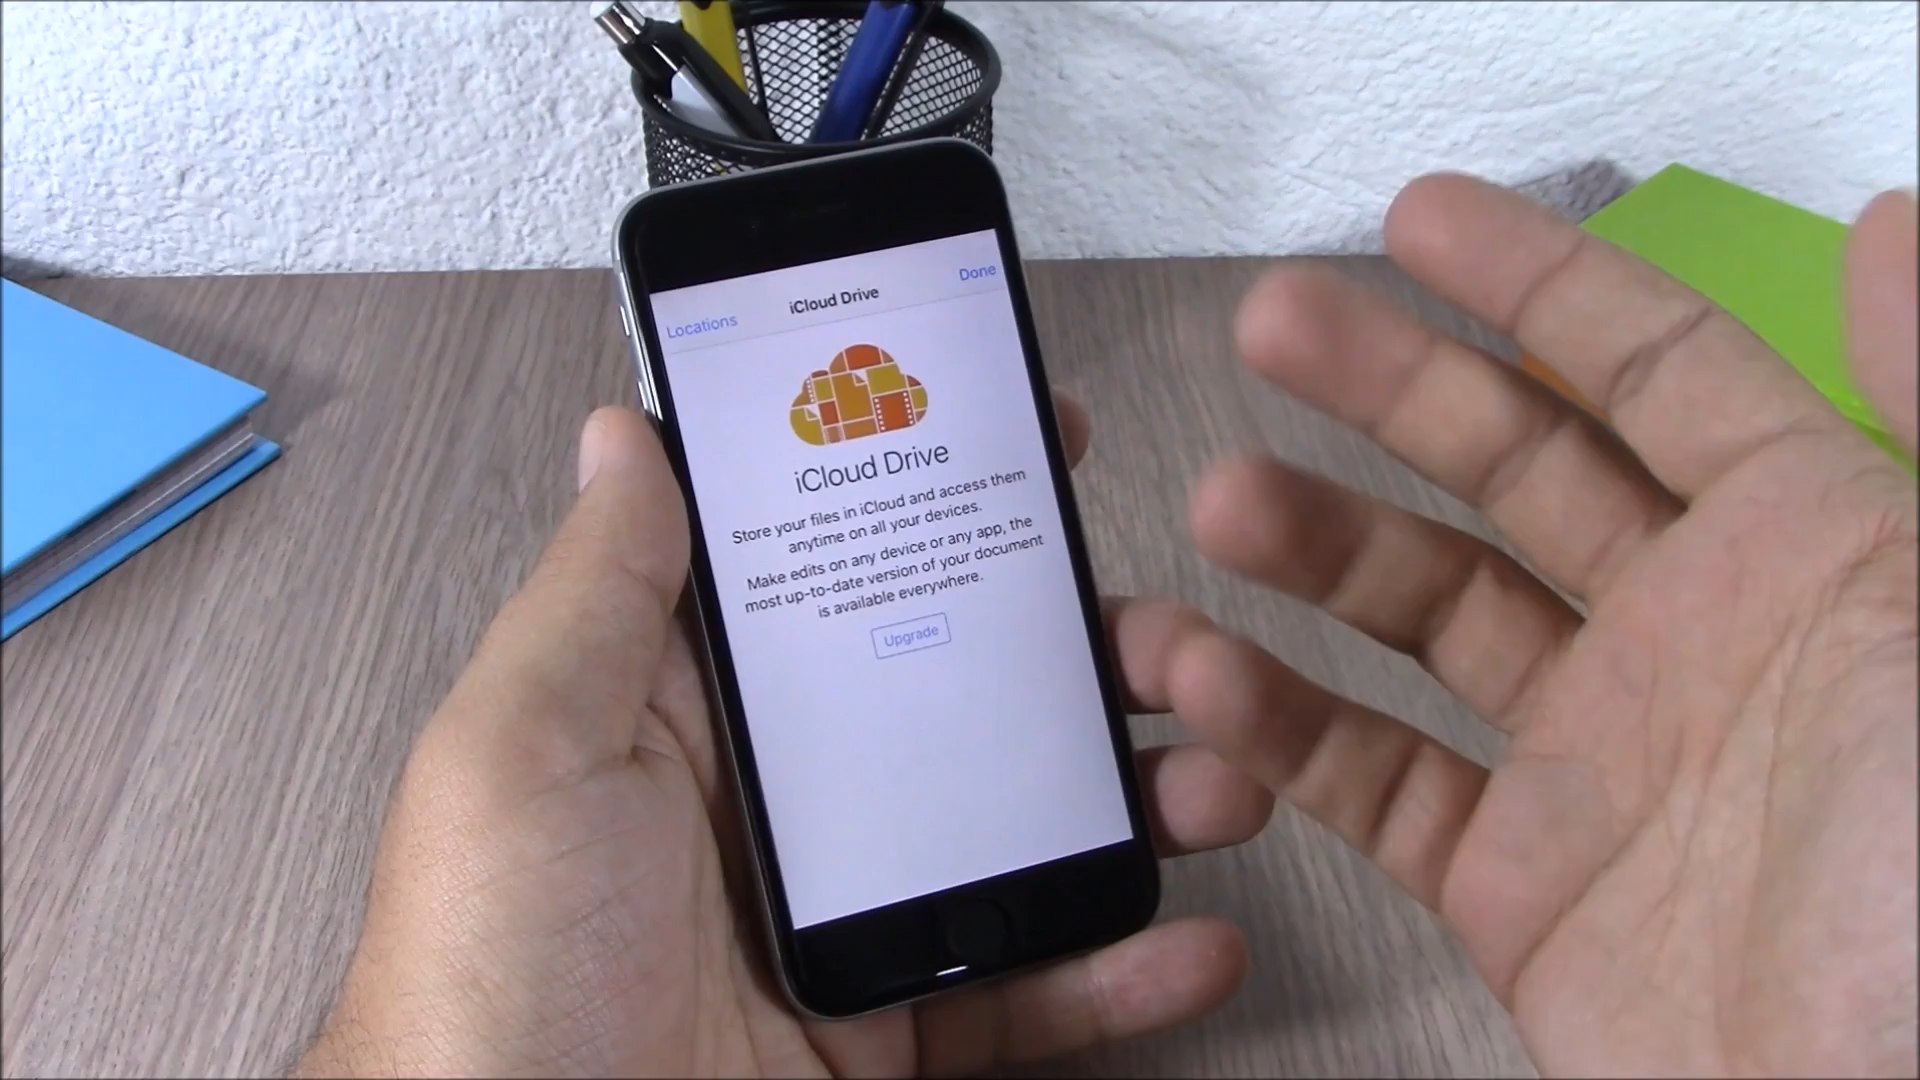 Locations iCloud Drive Done
iCloud Drive
Store your files in iCloud and access them
anytime on all your devices.
Make edits on any device or any app, the
most up-to-date version of your document
is available everywhere.
Upgrade